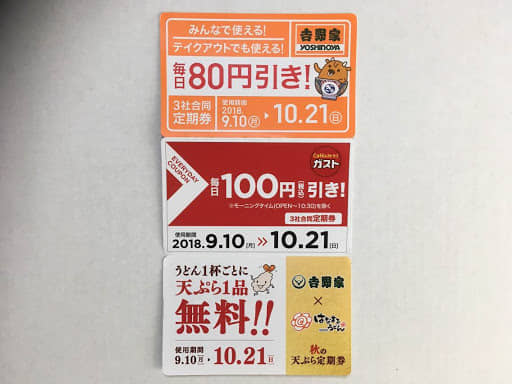 みんなで使える!
テイクアウトでも使える!
吉野家
YOSHINOYA
毎日80円引き!
3社合同
定期券
使用期間
2018.
9.10(月) ▶ 10.21(日)
EVERYDAY
COUPON
ガスト
毎日100円(税込)引き!
※モーニングタイム(OPEN〜10:30)を除く
3社合同定期券
使用期間
2018.9.10[月] >> 10.21[日]
うどん1杯ごとに
天ぷら1品
無料!!
使用期間
9.10(月) ▶ 10.21(日)
吉野家
×
はなまるうどん
秋の
天ぷら定期券